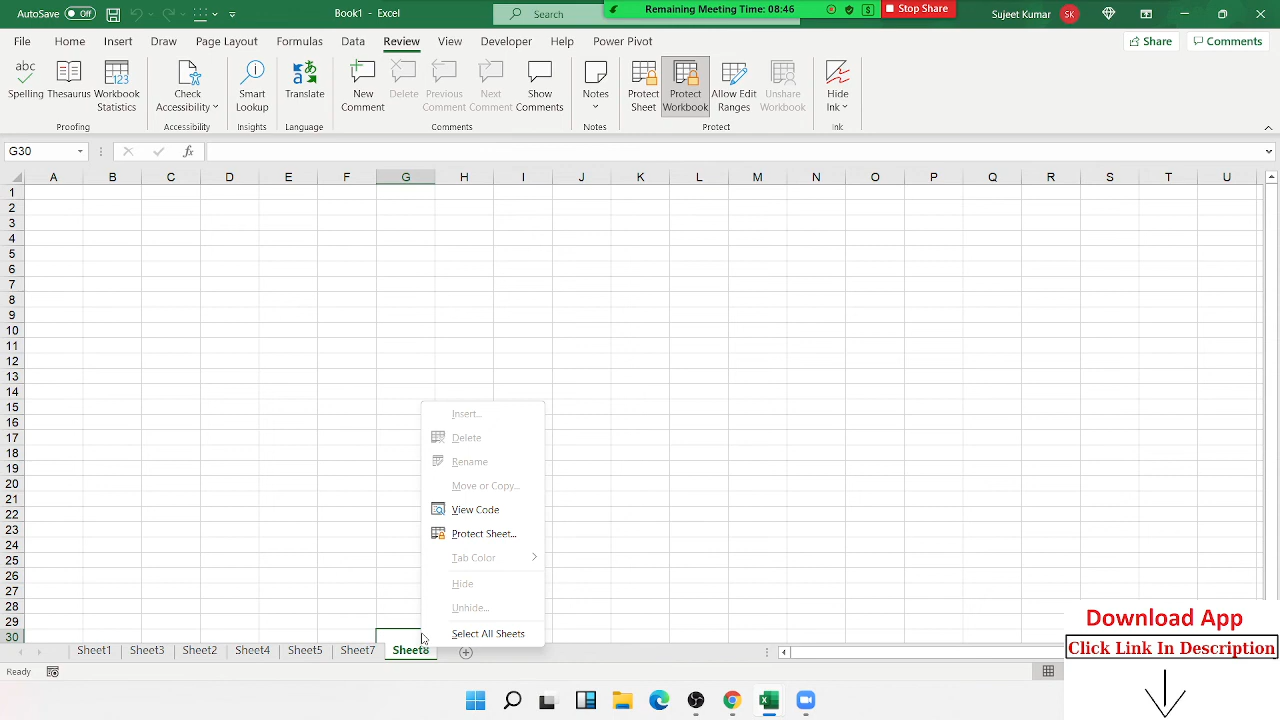 AutoSave Off
Book1 - Excel
Search
Remaining Meeting Time: 08:46
Stop Share
Sujeet Kumar
SK
File Home Insert Draw Page Layout Formulas Data Review View Developer Help Power Pivot
Share
Comments
abc
Spelling
Thesaurus
123
Workbook Statistics
Check Accessibility
Smart Lookup
Translate
New Comment
Delete
Previous Comment
Next Comment
Show Comments
Notes
Protect Sheet
Protect Workbook
Allow Edit Ranges
Unshare Workbook
Hide Ink
Proofing
Accessibility
Insights
Language
Comments
Notes
Protect
Ink
G30
fx
A B C D E F G H I J K L M N O P Q R S T U
1
2
3
4
5
6
7
8
9
10
11
12
13
14
15
16
17
18
19
20
21
22
23
24
25
26
27
28
29
30
Insert...
Delete
Rename
Move or Copy...
View Code
Protect Sheet...
Tab Color
Hide
Unhide...
Select All Sheets
Sheet1 Sheet3 Sheet2 Sheet4 Sheet5 Sheet7 Sheet8
Ready
Download App
Click Link In Description